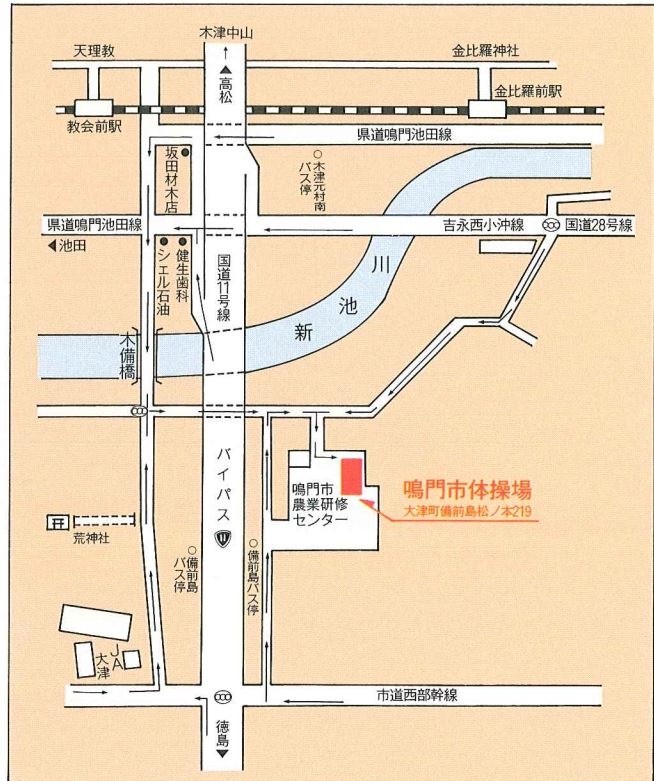 木津中山
天理教
金比羅神社
高松
教会前駅
金比羅前駅
県道鳴門池田線
坂田材木店
木津元村南
バス停
県道鳴門池田線
吉永西小沖線
国道28号線
池田
健生歯科
シェル石油
国道11号線
新池川
木備橋
バイパス
11
鳴門市
農業研修
センター
鳴門市体操場
大津町備前島松ノ本219
荒神社
備前島
バス停
備前島バス停
JA
大津
市道西部幹線
徳島